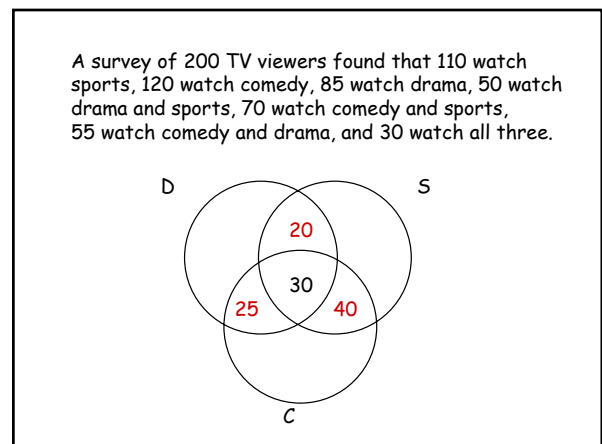 A survey of 200 TV viewers found that 110 watch
sports, 120 watch comedy, 85 watch drama, 50 watch
drama and sports, 70 watch comedy and sports,
55 watch comedy and drama, and 30 watch all three.
D S
20
30
25 40
C